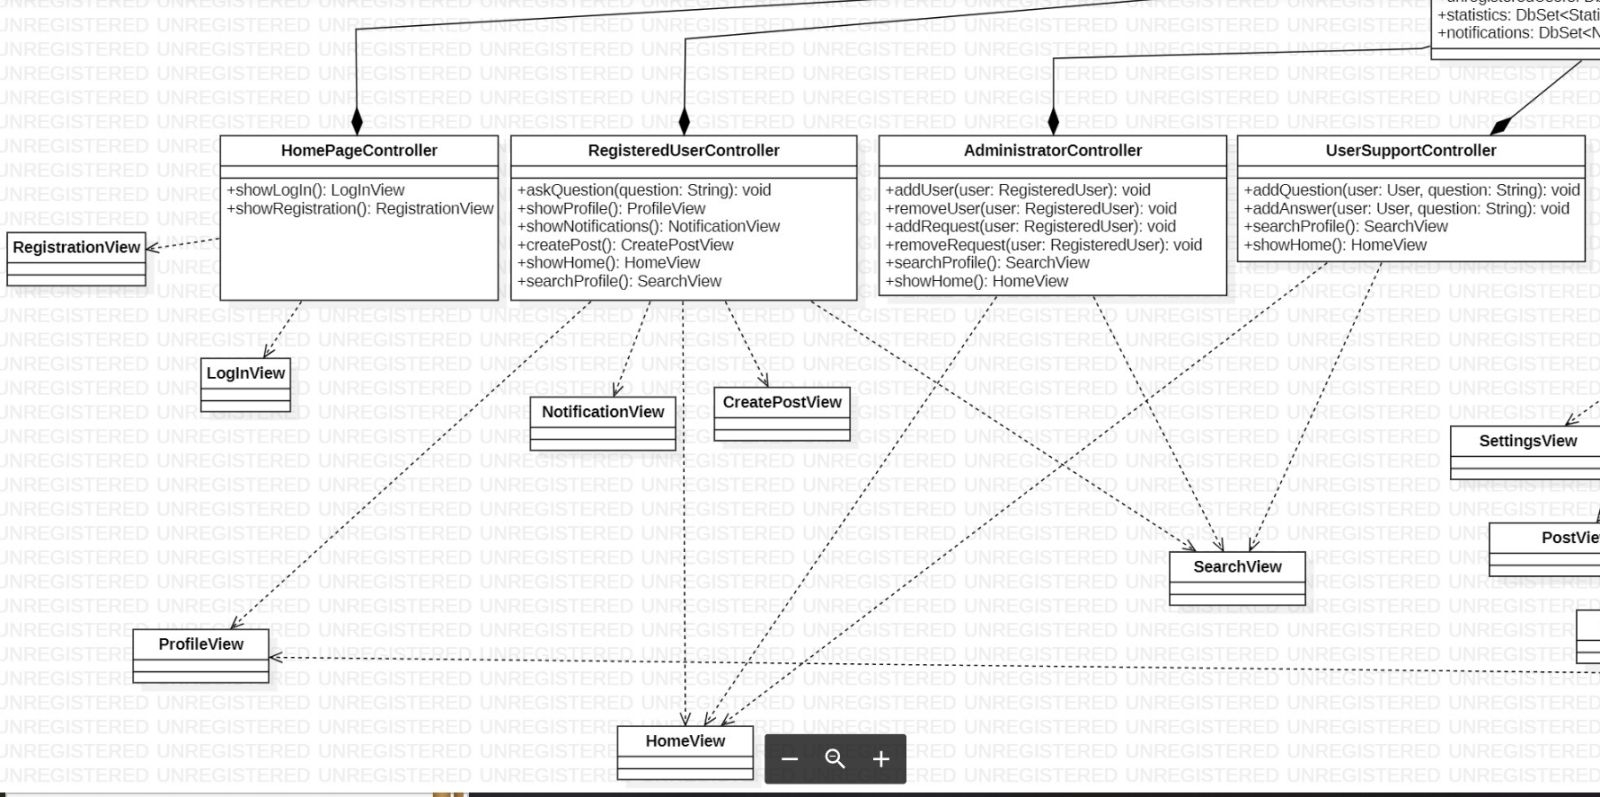 +statistics: DbSet<Stati
+notifications: DbSet<N
HomePageController
+showLogIn(): LogInView
+showRegistration(): RegistrationView
RegisteredUserController
+askQuestion(question: String): void
+showProfile(): ProfileView
+showNotifications(): NotificationView
+createPost(): CreatePostView
+showHome(): HomeView
+searchProfile(): SearchView
AdministratorController
+addUser(user: RegisteredUser): void
+removeUser(user: RegisteredUser): void
+addRequest(user: RegisteredUser): void
+removeRequest(user: RegisteredUser): void
+searchProfile(): SearchView
+showHome(): HomeView
UserSupportController
+addQuestion(user: User, question: String): void
+addAnswer(user: User, question: String): void
+searchProfile(): SearchView
+showHome(): HomeView
RegistrationView
LogInView
NotificationView
CreatePostView
SettingsView
PostVie
SearchView
ProfileView
HomeView
UNREGISTERED